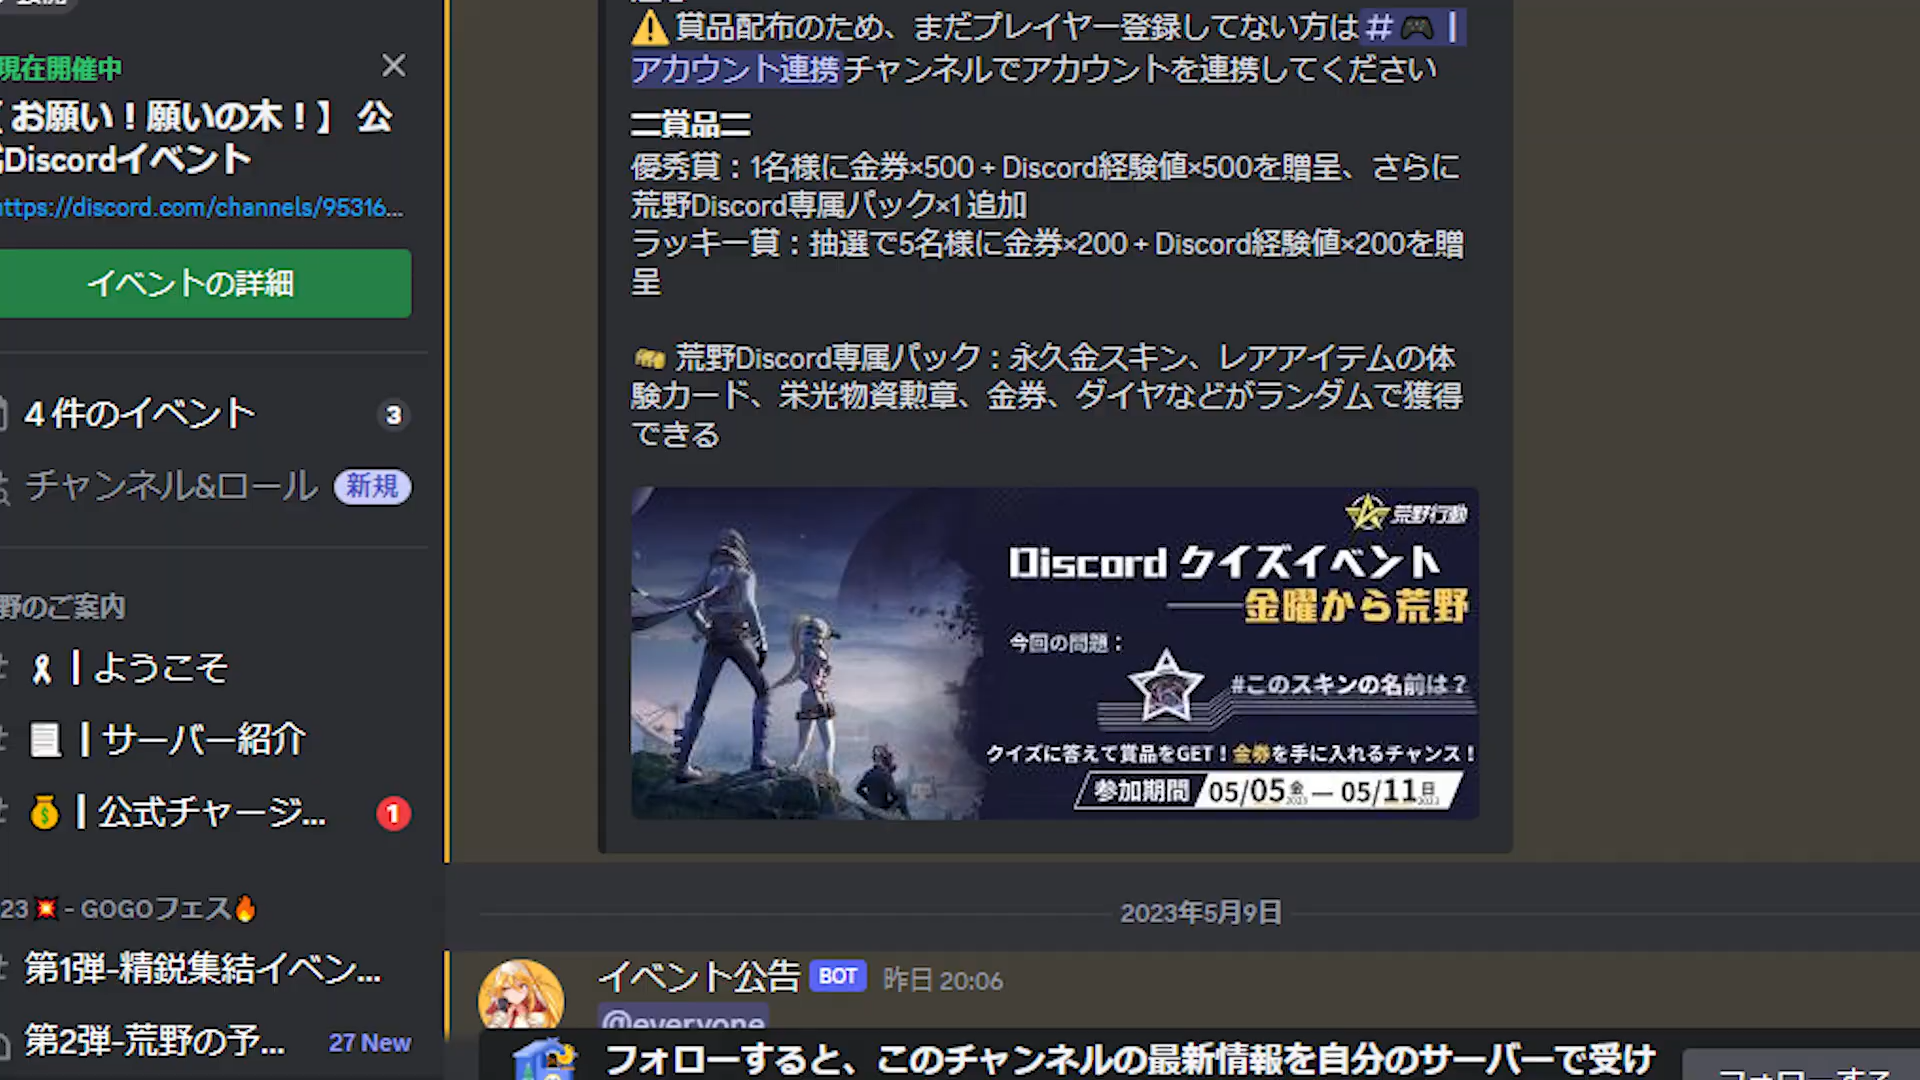 現在開催中
お願い！願いの木！】 公
Discordイベント
ttps://discord.com/channels/95316...
イベントの詳細
4 件のイベント
3
チャンネル&ロール
新規
野のご案内
| ようこそ
| サーバー紹介
| 公式チャージ...
1
23💥 - GOGOフェス🔥
第1弾-精鋭集結イベン...
第2弾-荒野の予...
27 New
⚠️ 賞品配布のため、まだプレイヤー登録してない方は # 🎮 |
アカウント連携チャンネルでアカウントを連携してください
二賞品二
優秀賞：1名様に金券×500 + Discord経験値×500を贈呈、さらに
荒野Discord専属パック×1 追加
ラッキー賞：抽選で5名様に金券×200 + Discord経験値×200を贈
呈
荒野Discord専属パック：永久金スキン、レアアイテムの体
験カード、栄光物資勲章、金券、ダイヤなどがランダムで獲得
できる
荒野行動
Discord クイズイベント
——金曜から荒野
今回の問題：
#このスキンの名前は？
クイズに答えて賞品をGET！金券を手に入れるチャンス！
参加期間 05/05金 2023 — 05/11日 2023
2023年5月9日
イベント公告 BOT 昨日 20:06
@everyone
フォローすると、このチャンネルの最新情報を自分のサーバーで受け
フォローする